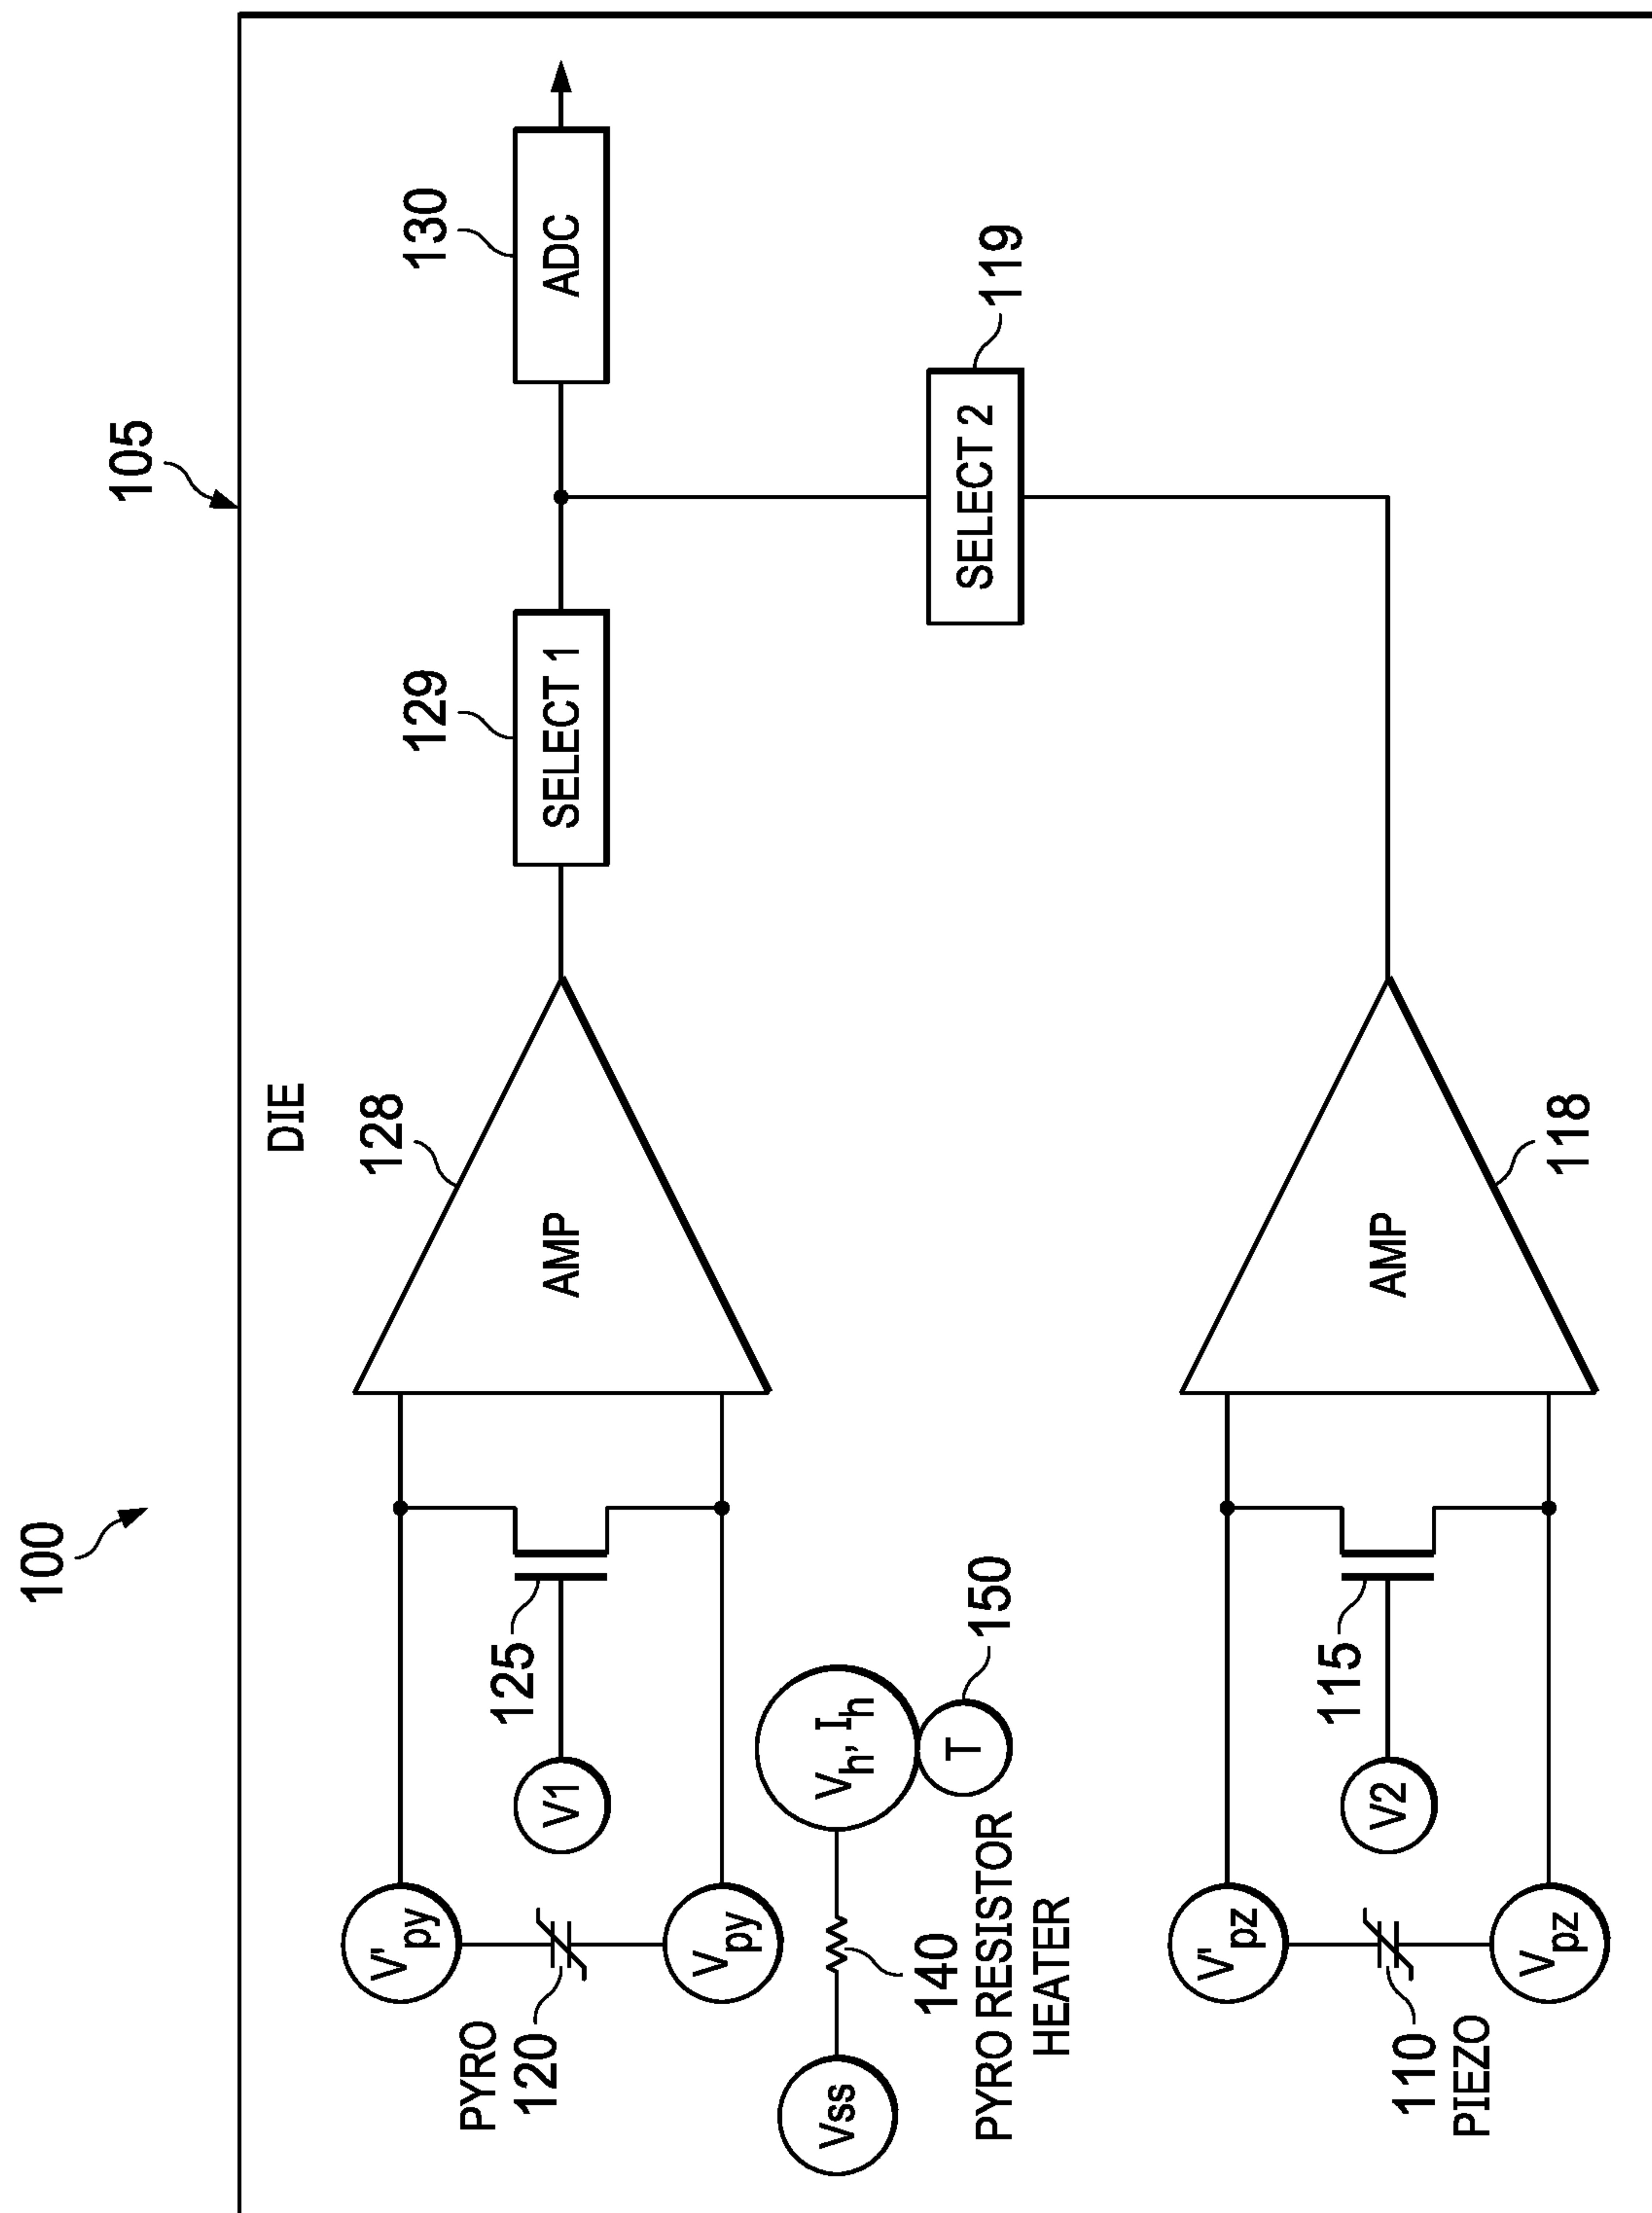 100
105
DIE
PYRO
120
V'py
Vpy
V1
125
AMP
128
SELECT 1
129
ADC
130
Vss
140
PYRO RESISTOR
HEATER
Vh, Ih
T
150
SELECT 2
119
PIEZO
110
V'pz
Vpz
V2
115
AMP
118